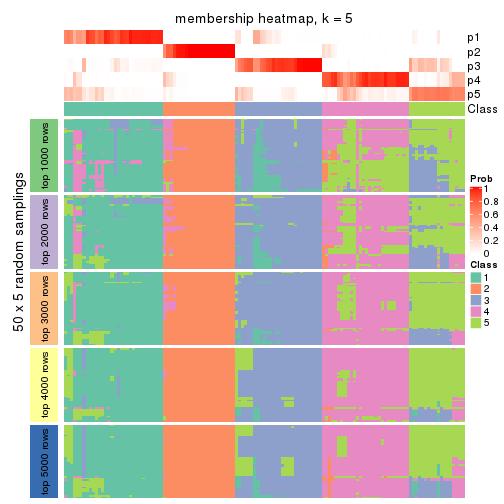 membership heatmap, k = 5
p1
p2
p3
p4
p5
Class
50 x 5 random samplings
top 1000 rows
top 2000 rows
top 3000 rows
top 4000 rows
top 5000 rows
Prob
1
0.8
0.6
0.4
0.2
0
Class
1
2
3
4
5